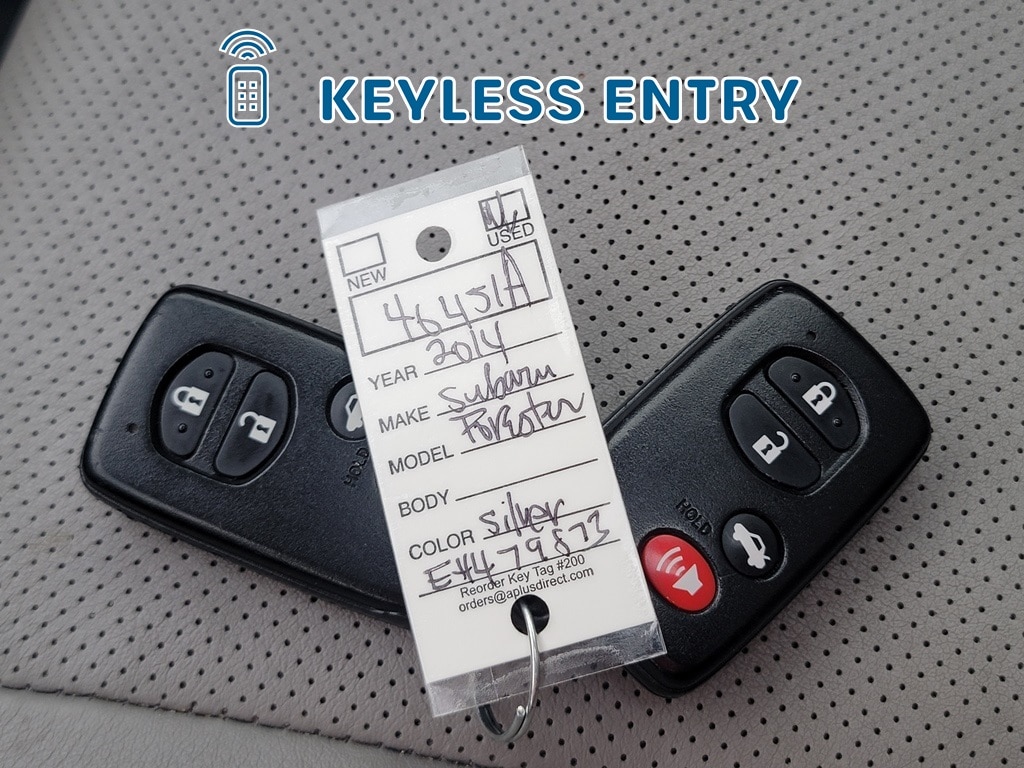 KEYLESS ENTRY
NEW
USED
46451A
YEAR 2014
MAKE Subaru
MODEL Forester
BODY
COLOR Silver
EH479873
Reorder Key Tag #200
orders@aplusdirect.com
HOLD
HOLD